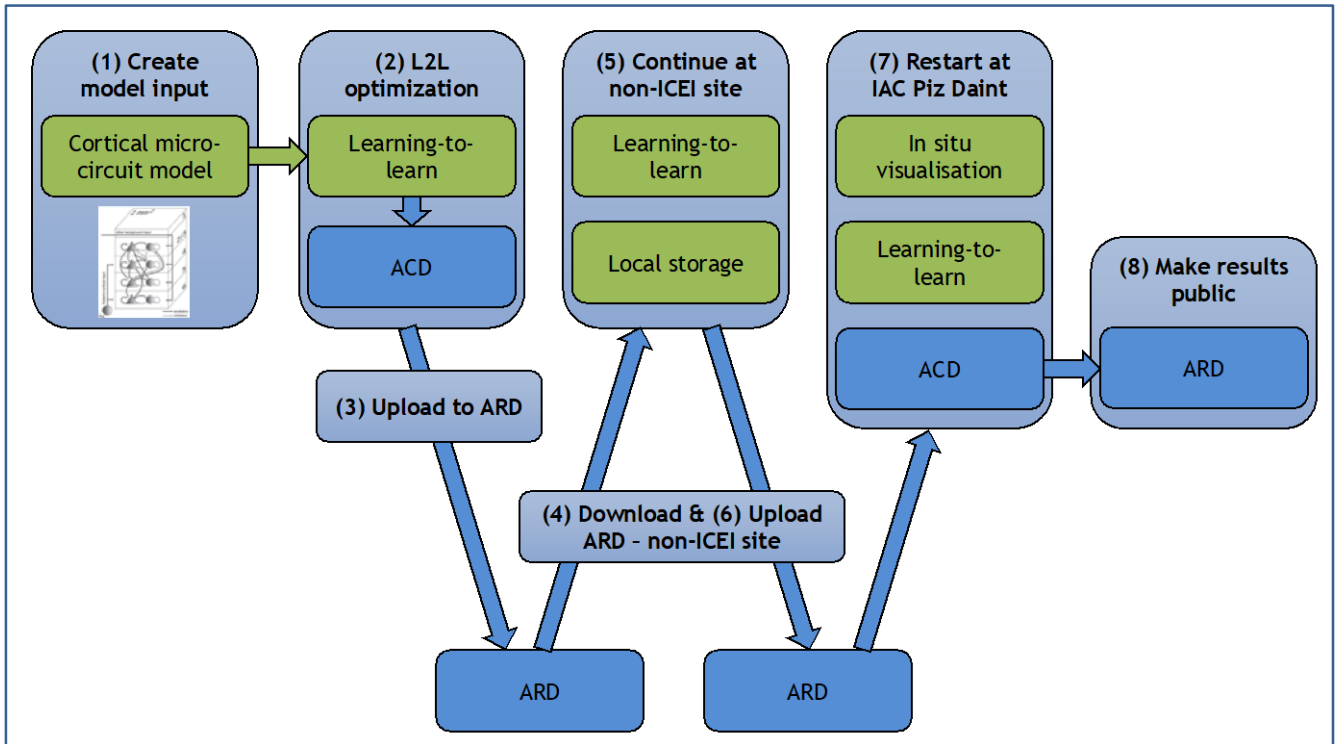 (1) Create
model input
Cortical micro-
circuit model
(2) L2L
optimization
Learning-to-
learn
ACD
(3) Upload to ARD
ARD
(4) Download & (6) Upload
ARD – non-ICEI site
(5) Continue at
non-ICEI site
Learning-to-
learn
Local storage
ARD
(7) Restart at
IAC Piz Daint
In situ
visualisation
Learning-to-
learn
ACD
(8) Make results
public
ARD